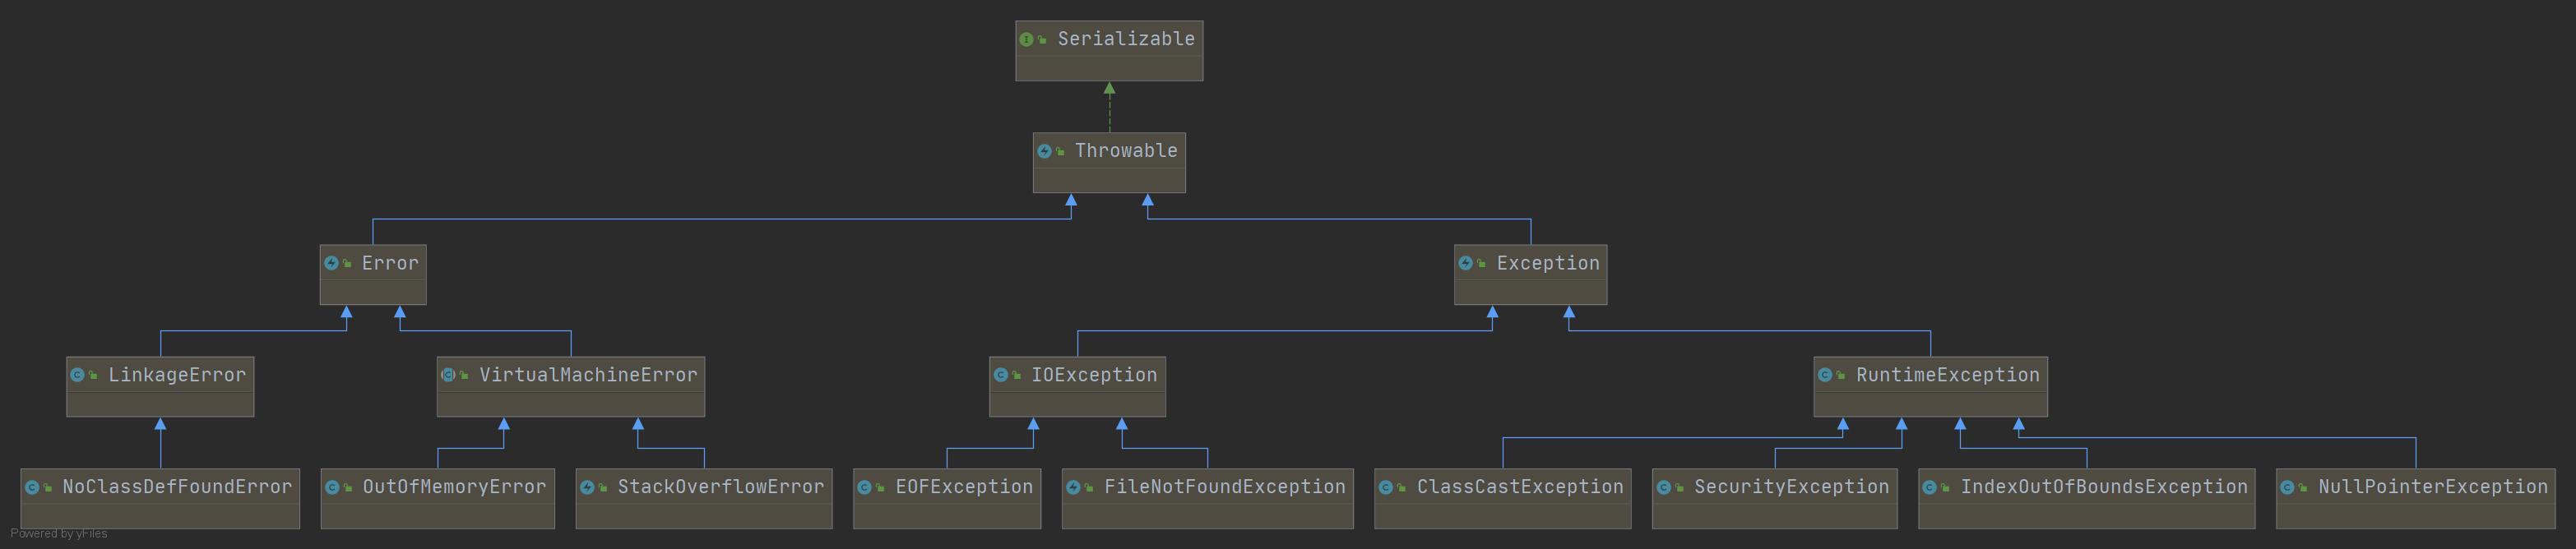 Serializable
Throwable
Error
Exception
LinkageError
VirtualMachineError
IOException
RuntimeException
NoClassDefFoundError
OutOfMemoryError
StackOverflowError
EOFException
FileNotFoundException
ClassCastException
SecurityException
IndexOutOfBoundsException
NullPointerException
Powered by yFiles